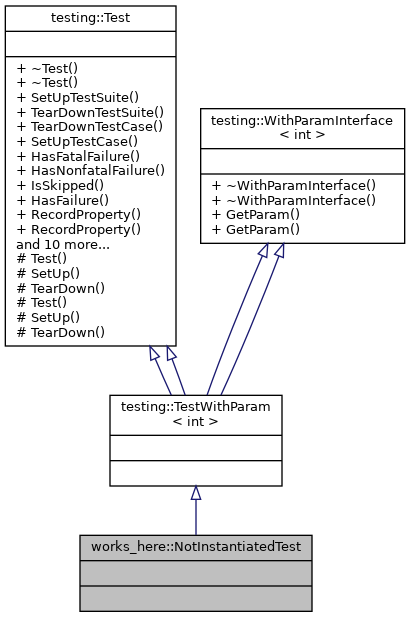 testing::Test
+ ~Test()
+ ~Test()
+ SetUpTestSuite()
+ TearDownTestSuite()
+ TearDownTestCase()
+ SetUpTestCase()
+ HasFatalFailure()
+ HasNonfatalFailure()
+ IsSkipped()
+ HasFailure()
+ RecordProperty()
+ RecordProperty()
and 10 more...
# Test()
# SetUp()
# TearDown()
# Test()
# SetUp()
# TearDown()
testing::WithParamInterface
< int >
+ ~WithParamInterface()
+ ~WithParamInterface()
+ GetParam()
+ GetParam()
testing::TestWithParam
< int >
works_here::NotInstantiatedTest